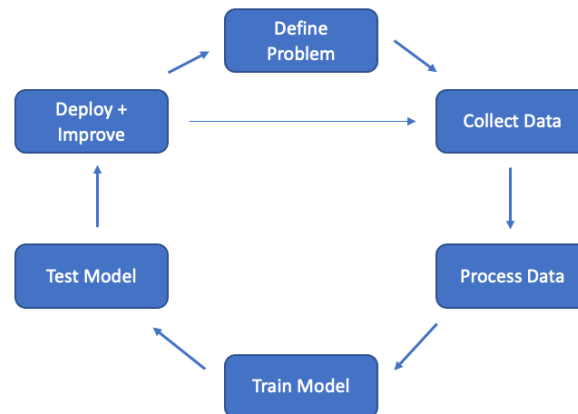 Define
Problem
Deploy +
Improve
Collect Data
Test Model
Process Data
Train Model